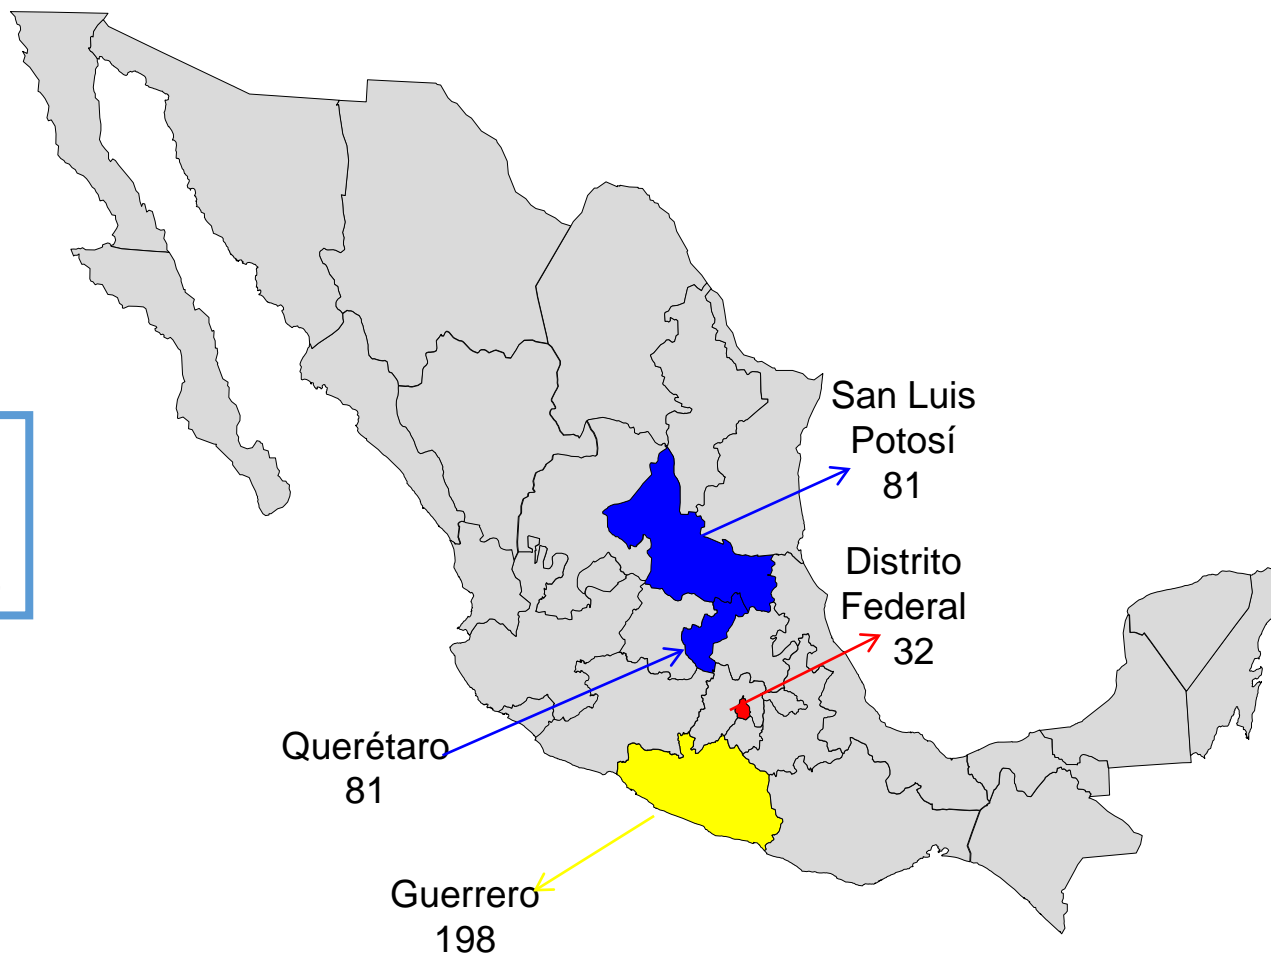 San Luis
Potosí
81
Distrito
Federal
32
Querétaro
81
Guerrero
198